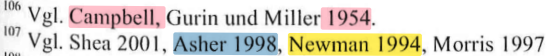 106 Vgl. Campbell, Gurin und Miller 1954.
107 Vgl. Shea 2001, Asher 1998, Newman 1994, Morris 1997